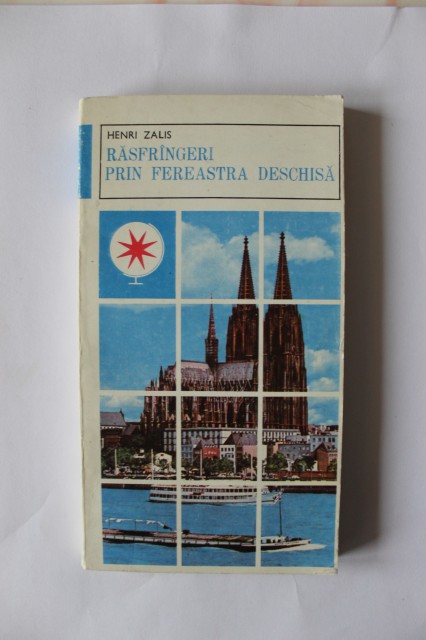 HENRI ZALIS
RĂSFRÎNGERI
PRIN FEREASTRA DESCHISĂ